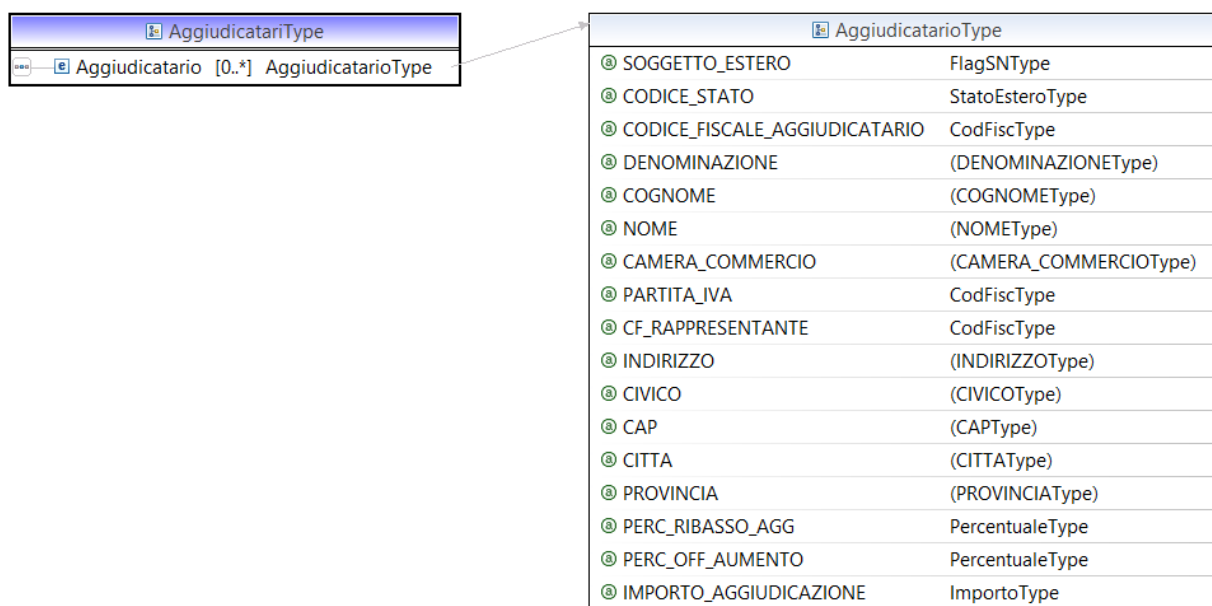 AggiudicatariType
Aggiudicatario [0..*] AggiudicatarioType
AggiudicatarioType
SOGGETTO_ESTERO FlagSNType
CODICE_STATO StatoEsteroType
CODICE_FISCALE_AGGIUDICATARIO CodFiscType
DENOMINAZIONE (DENOMINAZIONEType)
COGNOME (COGNOMEType)
NOME (NOMEType)
CAMERA_COMMERCIO (CAMERA_COMMERCIOType)
PARTITA_IVA CodFiscType
CF_RAPPRESENTANTE CodFiscType
INDIRIZZO (INDIRIZZOType)
CIVICO (CIVICOType)
CAP (CAPType)
CITTA (CITTAType)
PROVINCIA (PROVINCIAType)
PERC_RIBASSO_AGG PercentualeType
PERC_OFF_AUMENTO PercentualeType
IMPORTO_AGGIUDICAZIONE ImportoType